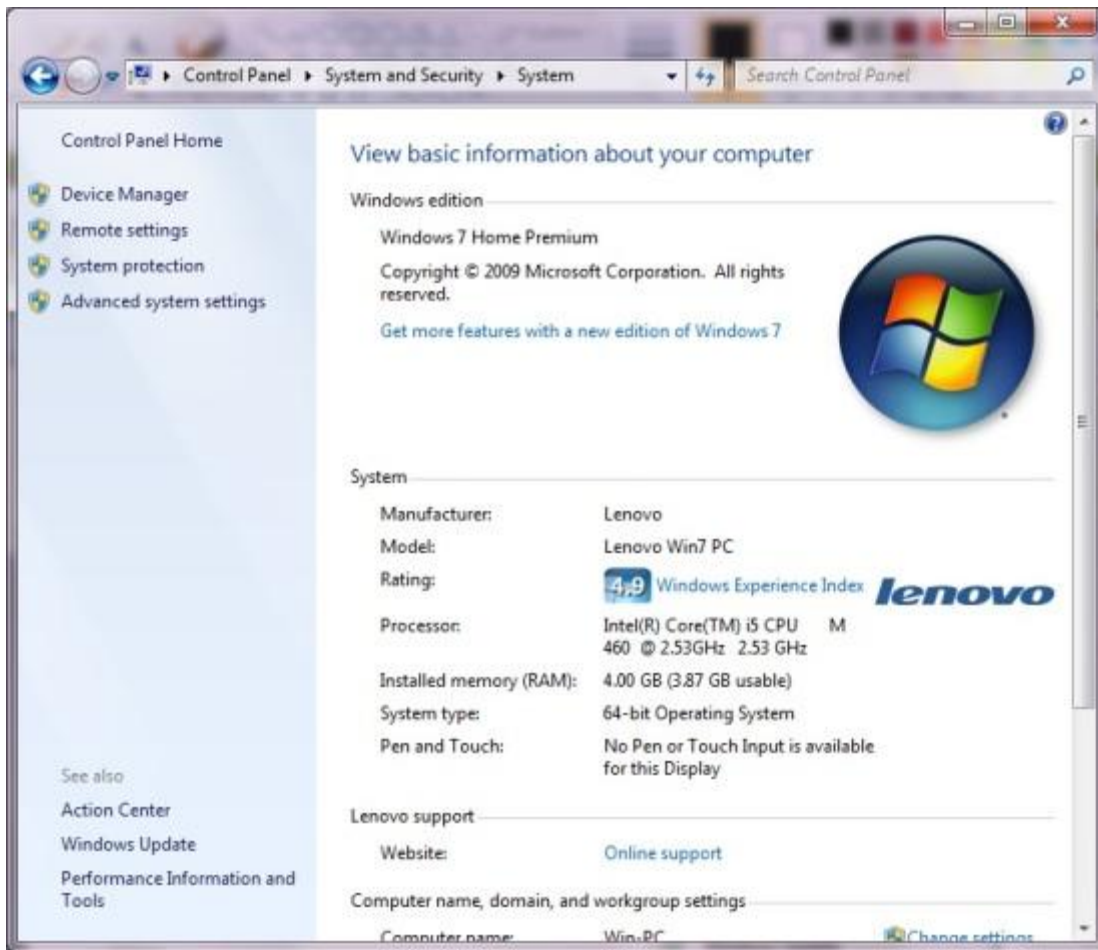 Control Panel ▸ System and Security ▸ System
Search Control Panel
Control Panel Home
Device Manager
Remote settings
System protection
Advanced system settings
See also
Action Center
Windows Update
Performance Information and
Tools
View basic information about your computer
Windows edition
Windows 7 Home Premium
Copyright © 2009 Microsoft Corporation. All rights
reserved.
Get more features with a new edition of Windows 7
System
Manufacturer: Lenovo
Model: Lenovo Win7 PC
Rating: 4.9 Windows Experience Index
lenovo
Processor: Intel(R) Core(TM) i5 CPU M
460 @ 2.53GHz 2.53 GHz
Installed memory (RAM): 4.00 GB (3.87 GB usable)
System type: 64-bit Operating System
Pen and Touch: No Pen or Touch Input is available
for this Display
Lenovo support
Website: Online support
Computer name, domain, and workgroup settings
Computer name: Win-PC Change settings